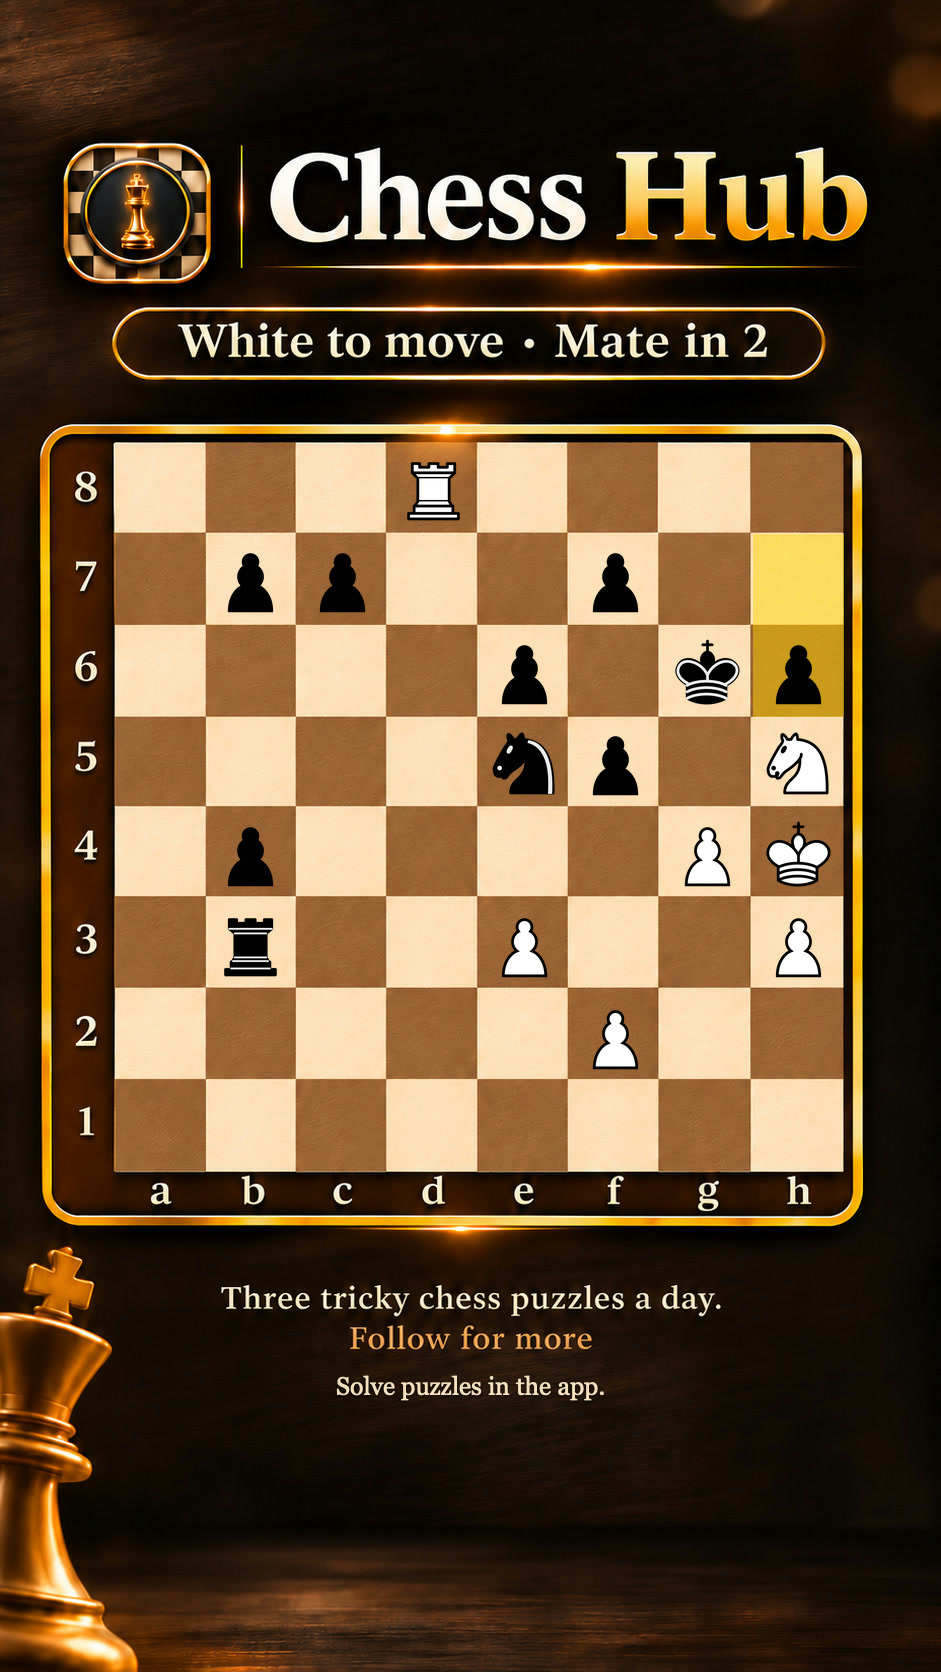 Chess Hub
White to move • Mate in 2
8
7
6
5
4
3
2
1
a b c d e f g h
Three tricky chess puzzles a day.
Follow for more
Solve puzzles in the app.